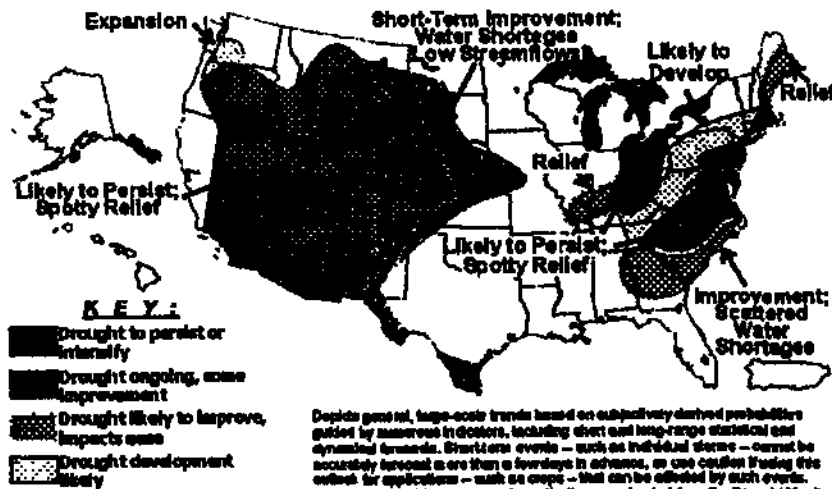 Expansion
Short-Term Improvement;
Water Shortages
Low Streamflows
Likely to
Develop
Relief
Relief
Likely to Persist;
Spotty Relief
Likely to Persist;
Spotty Relief
Improvement;
Scattered
Water
Shortages
KEY:
Drought to persist or
intensify
Drought ongoing, some
improvement
Drought likely to improve,
impacts ease
Drought development
likely
Depicts general, large-scale trends based on subjectively derived probabilities
guided by numerous indicators, including short and long-range statistical and
dynamical forecasts. Short-term events -- such as individual storms -- cannot be
accurately forecast more than a few days in advance, so use caution if using this
outlook for applications -- such as crops -- that can be affected by such events.